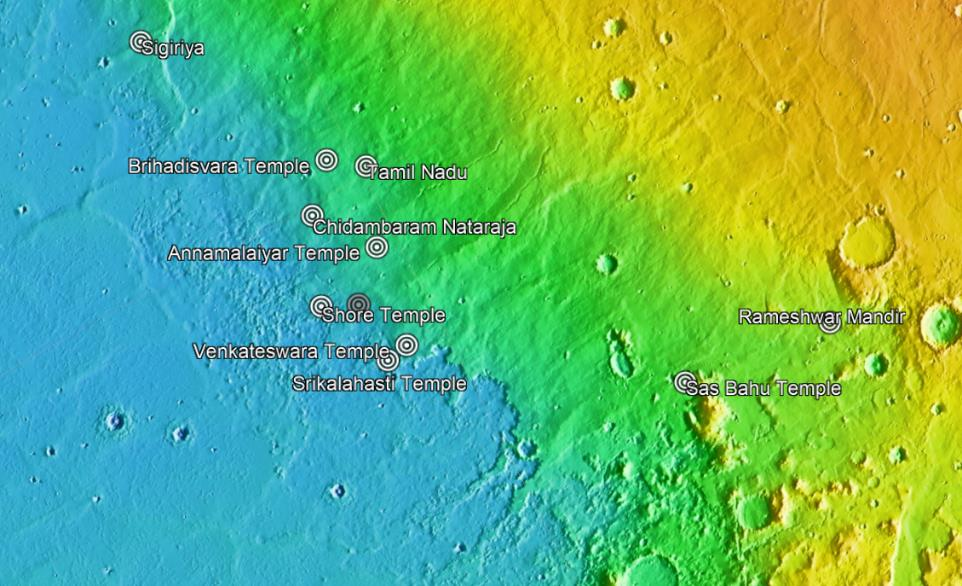 Sigiriya
Brihadisvara Temple
Tamil Nadu
Chidambaram Nataraja
Annamalaiyar Temple
Shore Temple
Rameshwar Mandir
Venkateswara Temple
Srikalahasti Temple
Sas Bahu Temple